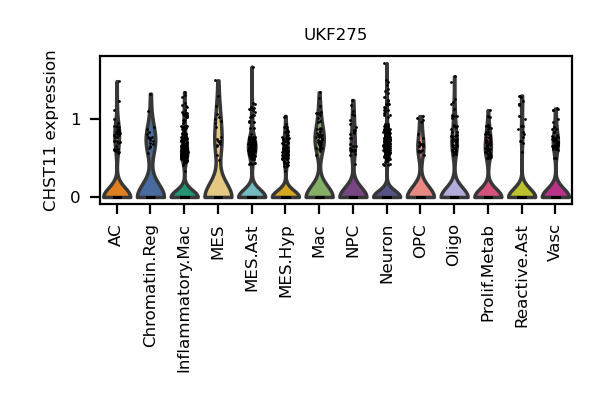 UKF275
CHST11 expression
1
0
AC
Chromatin.Reg
Inflammatory.Mac
MES
MES.Ast
MES.Hyp
Mac
NPC
Neuron
OPC
Oligo
Prolif.Metab
Reactive.Ast
Vasc